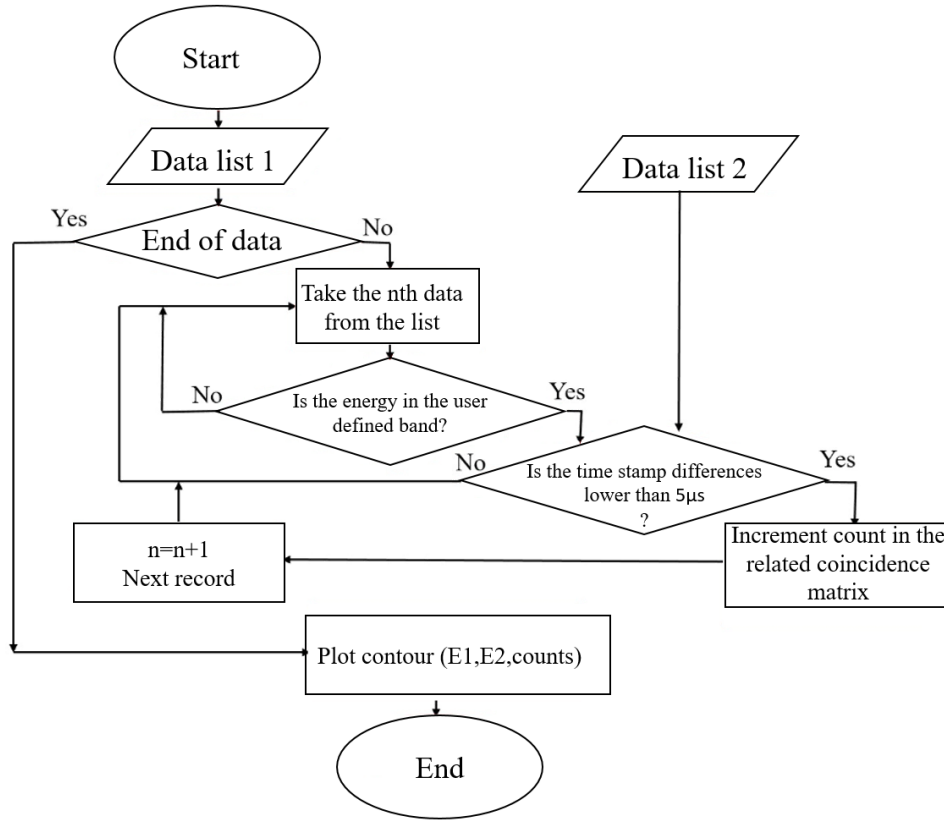 Start
Data list 1
Data list 2
Yes
End of data
No
Take the nth data
from the list
No
Is the energy in the user
defined band?
Yes
No
Is the time stamp differences
lower than 5µs
?
Yes
n=n+1
Next record
Increment count in the
related coincidence
matrix
Plot contour (E1,E2,counts)
End